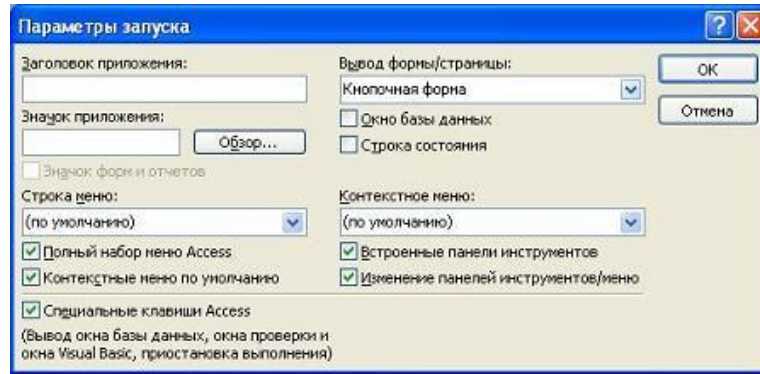 Параметры запуска
Заголовок приложения:
Вывод формы/страницы:
ОК
Кнопочная форма
Значок приложения:
Окно базы данных
Отмена
Обзор...
Строка состояния
Значок форм и отчетов
Строка меню:
Контекстное меню:
(по умолчанию)
(по умолчанию)
Полный набор меню Access
Встроенные панели инструментов
Контекстные меню по умолчанию
Изменение панелей инструментов/меню
Специальные клавиши Access
(Вывод окна базы данных, окна проверки и
окна Visual Basic, приостановка выполнения)